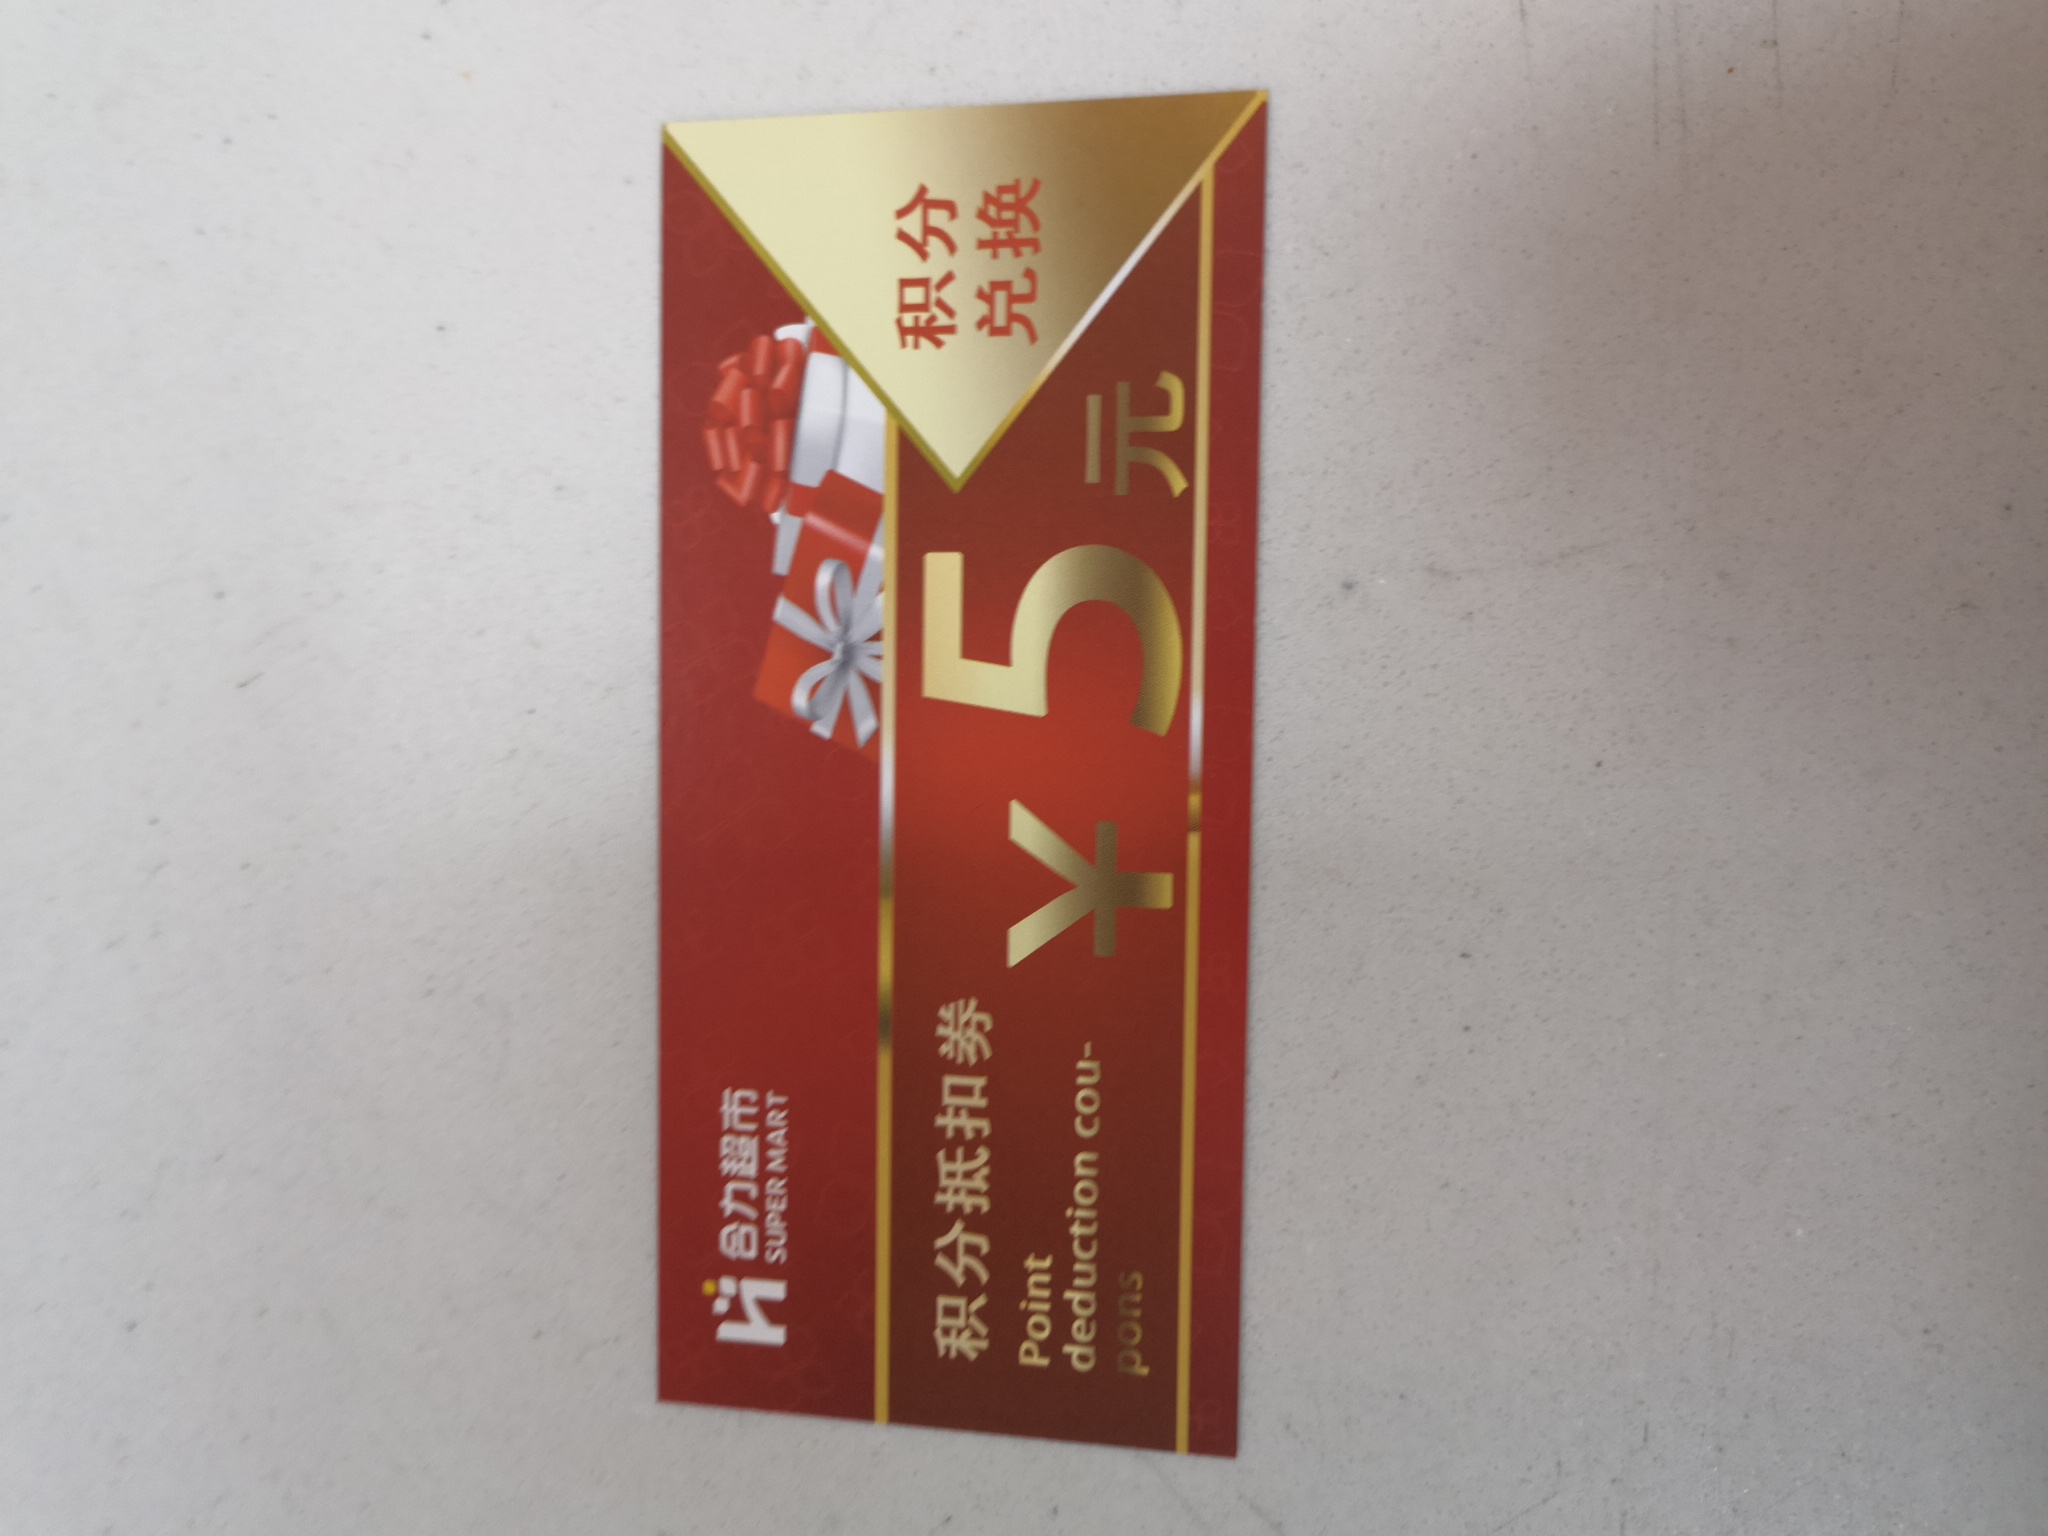 合力超市
SUPER MART
积分抵扣券
Point
deduction cou-
pons
¥5元
积分
兑换